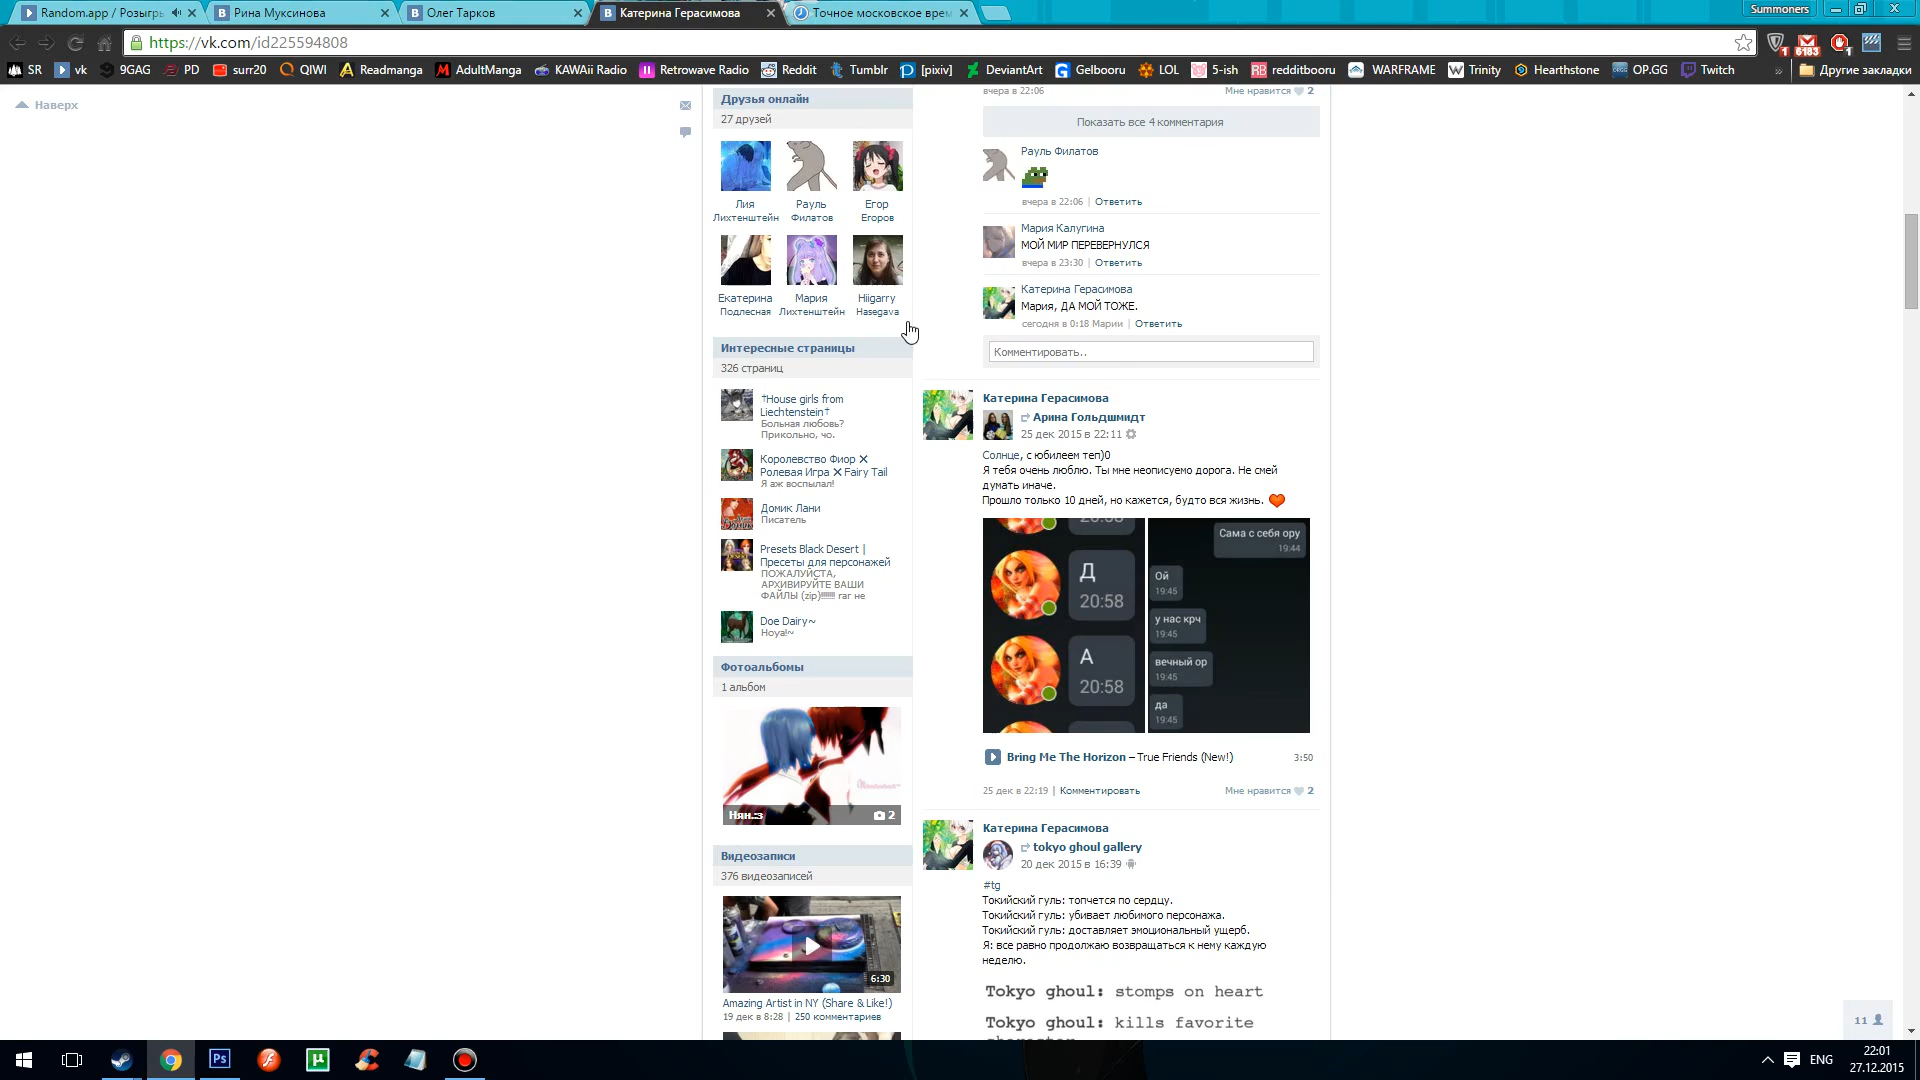 Random.app / Розыгры
Рина Муксинова
Олег Тарков
Катерина Герасимова
Точное московское врем
Summoners
https://vk.com/id225594808
1
6183
1
SR
vk
9GAG
PD
surr20
QIWI
Readmanga
AdultManga
KAWAii Radio
Retrowave Radio
Reddit
Tumblr
[pixiv]
DeviantArt
Gelbooru
LOL
5-ish
redditbooru
WARFRAME
Trinity
Hearthstone
OP.GG
Twitch
»
Другие закладки
Наверх
Друзья онлайн
27 друзей
Лия
Лихтенштейн
Рауль
Филатов
Егор
Егоров
Екатерина
Подлесная
Мария
Лихтенштейн
Hiigarry
Hasegava
Интересные страницы
326 страниц
†House girls from
Liechtenstein†
Больная любовь?
Прикольно, чо.
Королевство Фиор ✕
Ролевая Игра ✕ Fairy Tail
Я аж воспылал!
Домик Лани
Писатель
Presets Black Desert |
Пресеты для персонажей
ПОЖАЛУЙСТА,
АРХИВИРУЙТЕ ВАШИ
ФАЙЛЫ (zip)!!!!!! rar не
Doe Dairy~
Hoya!~
Фотоальбомы
1 альбом
Нян.:з
2
Видеозаписи
376 видеозаписей
6:30
Amazing Artist in NY (Share & Like!)
19 дек в 8:28 | 250 комментариев
вчера в 22:06
Мне нравится 2
Показать все 4 комментария
Рауль Филатов
вчера в 22:06 | Ответить
Мария Калугина
МОЙ МИР ПЕРЕВЕРНУЛСЯ
вчера в 23:30 | Ответить
Катерина Герасимова
Мария, ДА МОЙ ТОЖЕ.
сегодня в 0:18 Марии | Ответить
Комментировать..
Катерина Герасимова
Арина Гольдшмидт
25 дек 2015 в 22:11
Солнце, с юбилеем теп)0
Я тебя очень люблю. Ты мне неописуемо дорога. Не смей
думать иначе.
Прошло только 10 дней, но кажется, будто вся жизнь.
20:58
Д
20:58
А
20:58
Сама с себя ору
19:44
Ой
19:45
у нас крч
19:45
вечный ор
19:45
да
19:45
Bring Me The Horizon – True Friends (New!)
3:50
25 дек в 22:19 | Комментировать
Мне нравится 2
Катерина Герасимова
tokyo ghoul gallery
20 дек 2015 в 16:39
#tg
Токийский гуль: топчется по сердцу.
Токийский гуль: убивает любимого персонажа.
Токийский гуль: доставляет эмоциональный ущерб.
Я: все равно продолжаю возвращаться к нему каждую
неделю.
Tokyo ghoul: stomps on heart
Tokyo ghoul: kills favorite
character
11
Ps
ENG
22:01
27.12.2015